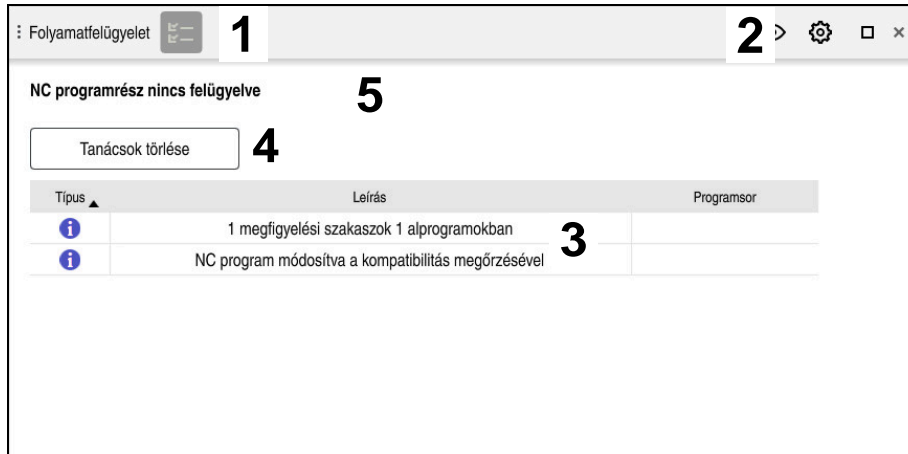 Folyamatfelügyelet 1 2
NC programrész nincs felügyelve 5
Tanácsok törlése 4
Típus Leírás Programsor
1 megfigyelési szakaszok 1 alprogramokban
3
NC program módosítva a kompatibilitás megőrzésével